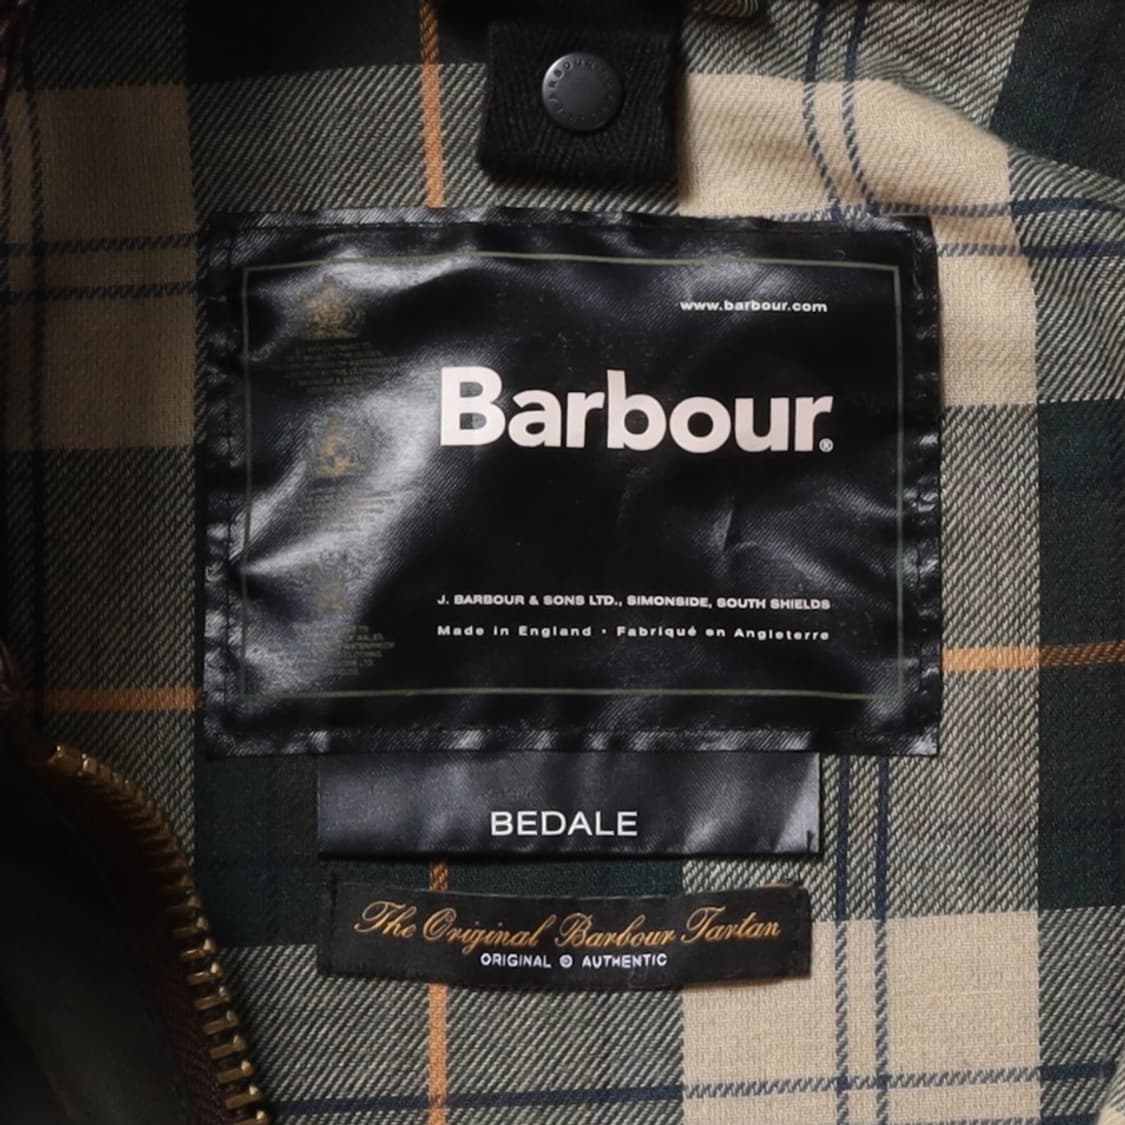 www.barbour.com
Barbour®
J. BARBOUR & SONS LTD., SIMONSIDE, SOUTH SHIELDS
Made in England • Fabriqué en Angleterre
BEDALE
The Original Barbour Tartan
ORIGINAL © AUTHENTIC